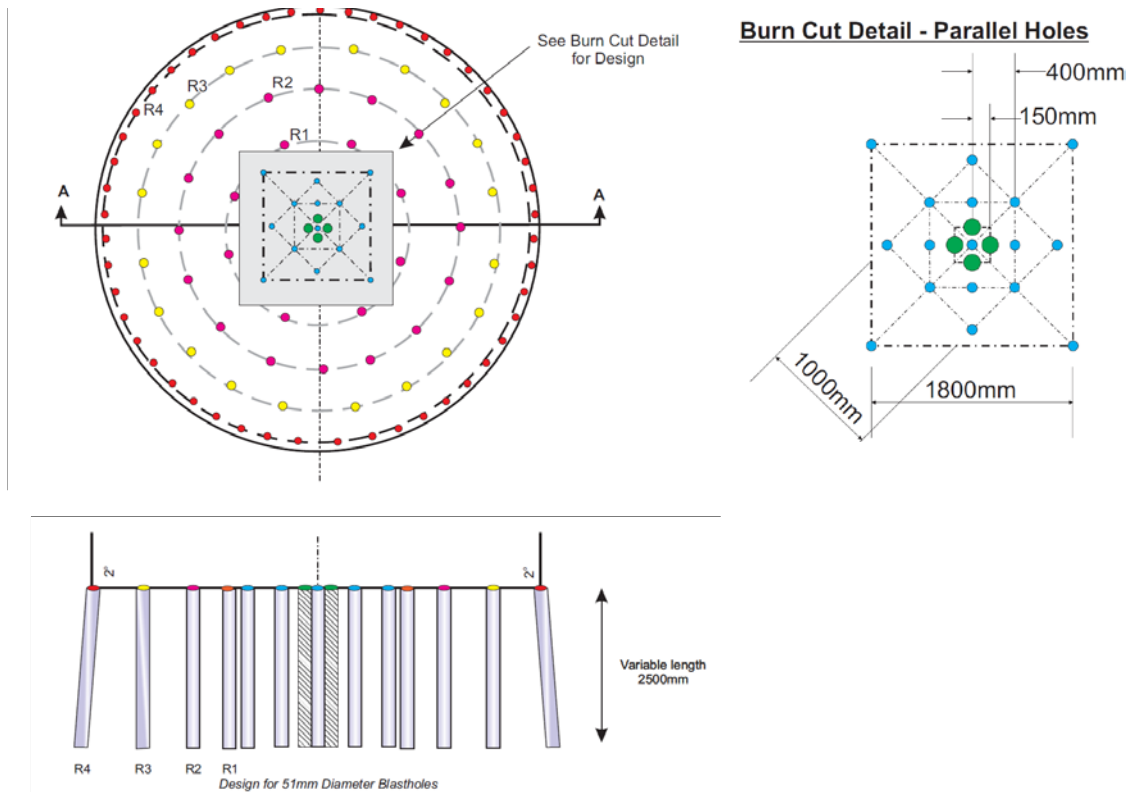 See Burn Cut Detail
for Design
R4
R3
R2
R1
A
A
Burn Cut Detail - Parallel Holes
400mm
150mm
1000mm
1800mm
2°
2°
Variable length
2500mm
R4
R3
R2
R1
Design for 51mm Diameter Blastholes